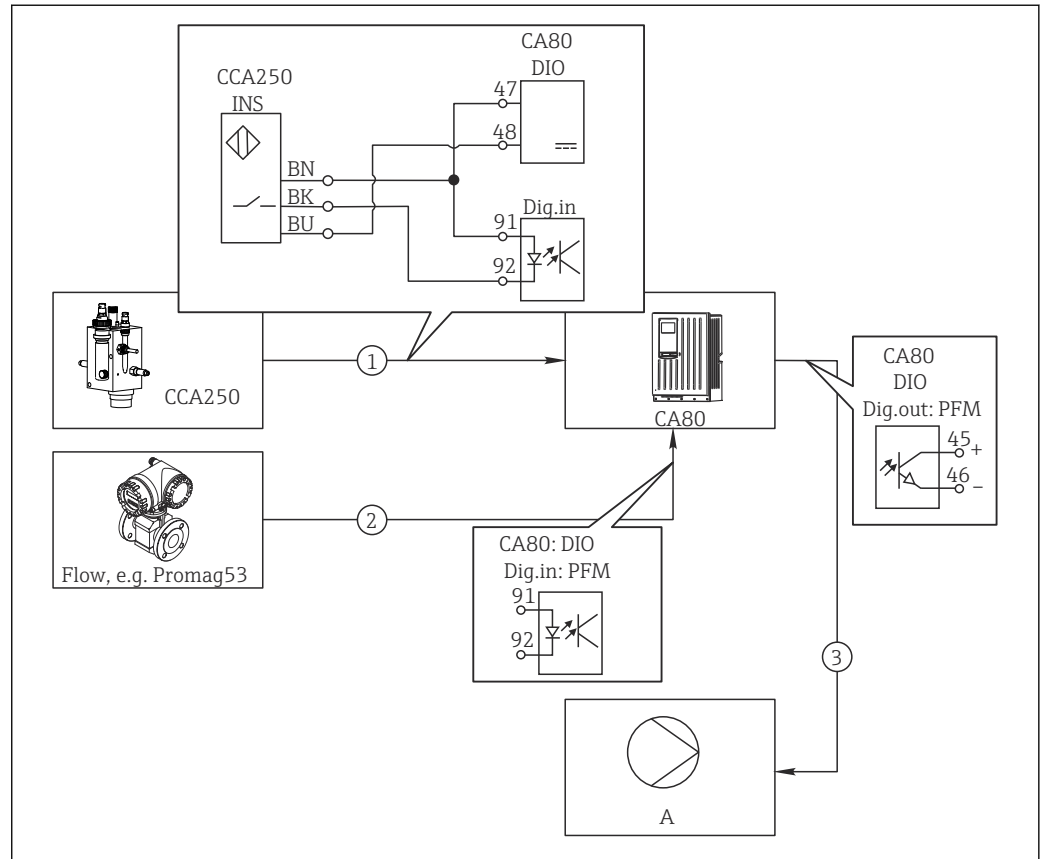 CCA250
INS
BN
BK
BU
CA80
DIO
47
48
Dig.in
91
92
CCA250
1
CA80
CA80
DIO
Dig.out: PFM
45
+
46
–
Flow, e.g. Promag53
2
CA80: DIO
Dig.in: PFM
91
92
3
A